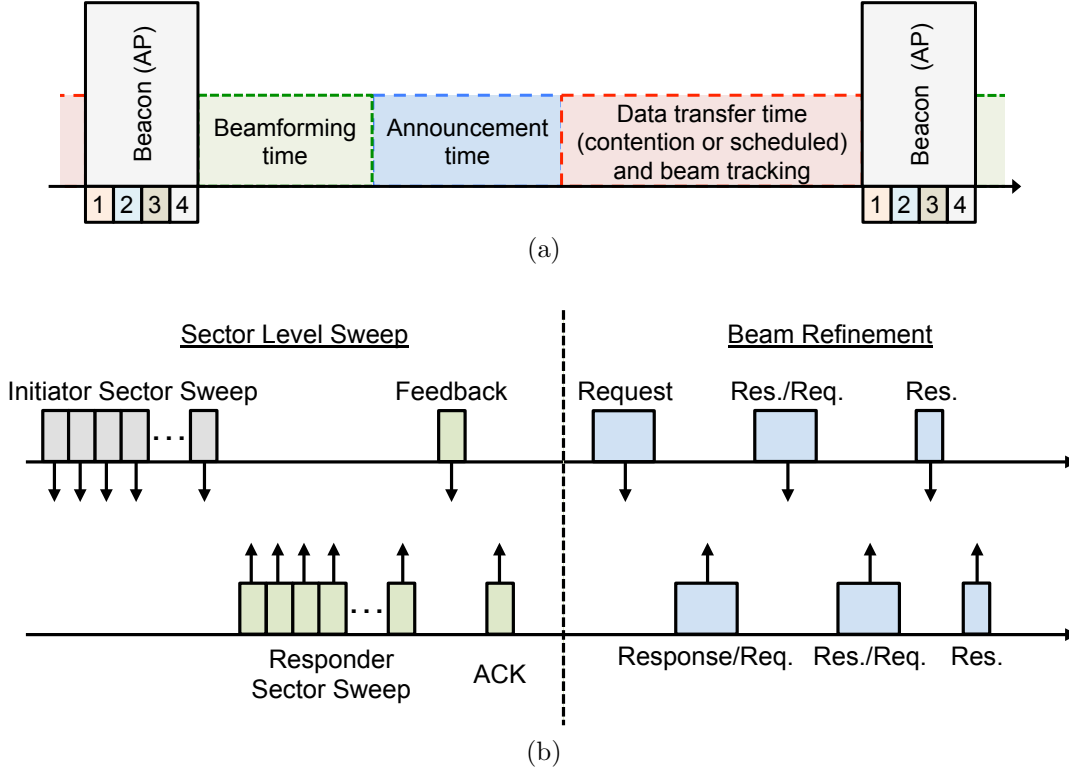 Beacon (AP)
Beamforming
time
Announcement
time
Data transfer time
(contention or scheduled)
and beam tracking
Beacon (AP)
1 2 3 4
1 2 3 4
(a)
Sector Level Sweep
Beam Refinement
Initiator Sector Sweep
Feedback
Request
Res./Req.
Res.
...
...
Responder
Sector Sweep
ACK
Response/Req.
Res./Req.
Res.
(b)